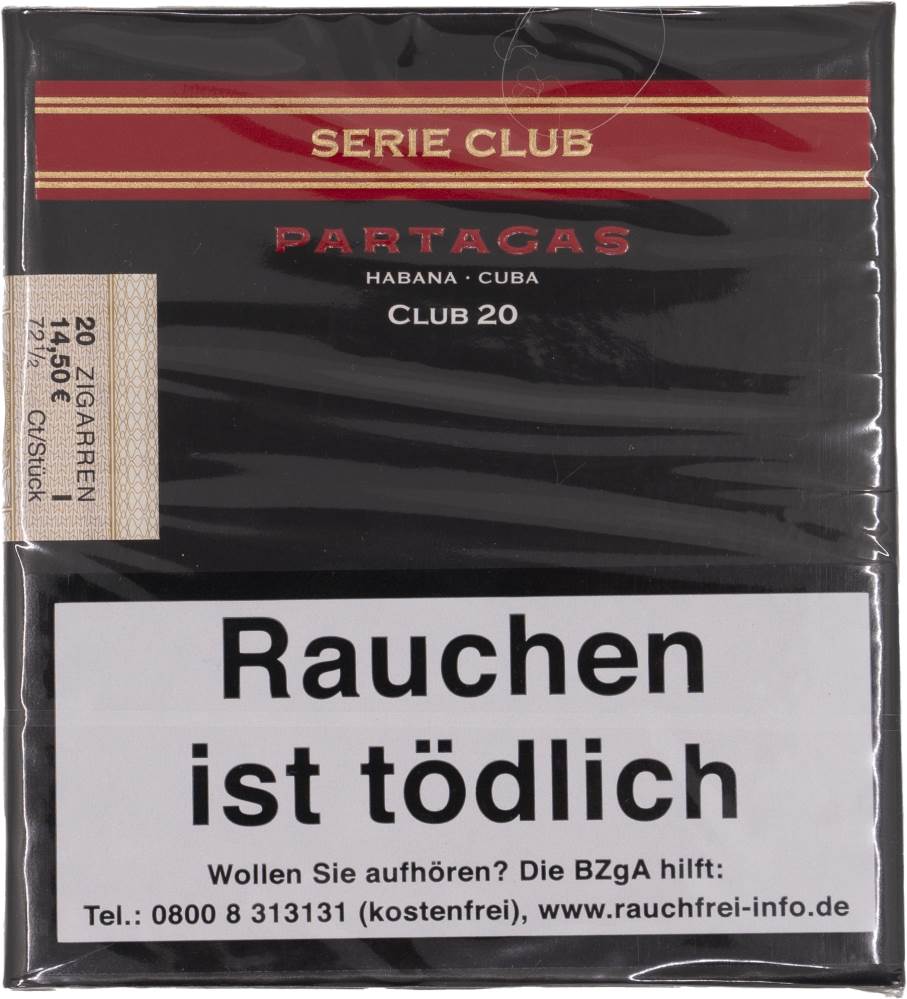 SERIE CLUB
PARTAGAS
HABANA · CUBA
CLUB 20
20 ZIGARREN
14,50 € I
72 ½ Ct/Stück
Rauchen
ist tödlich
Wollen Sie aufhören? Die BZgA hilft:
Tel.: 0800 8 313131 (kostenfrei), www.rauchfrei-info.de